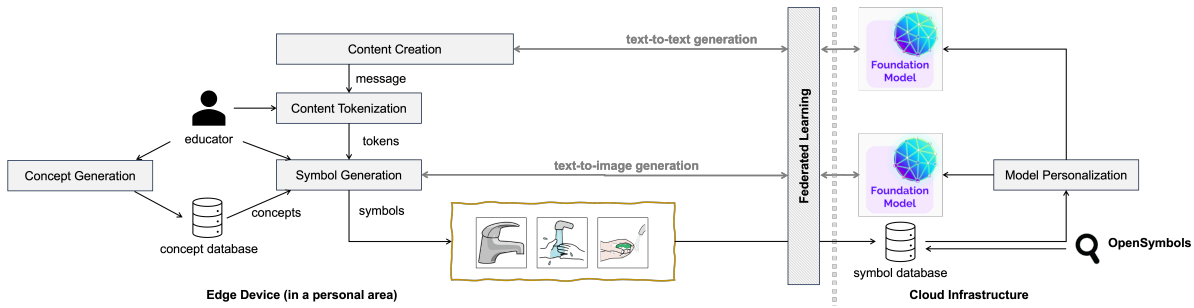 Content Creation
text-to-text generation
Foundation
Model
message
Content Tokenization
educator
tokens
Federated Learning
text-to-image generation
Concept Generation
Symbol Generation
Foundation
Model
Model Personalization
concepts
symbols
concept database
OpenSymbols
symbol database
Edge Device (in a personal area)
Cloud Infrastructure